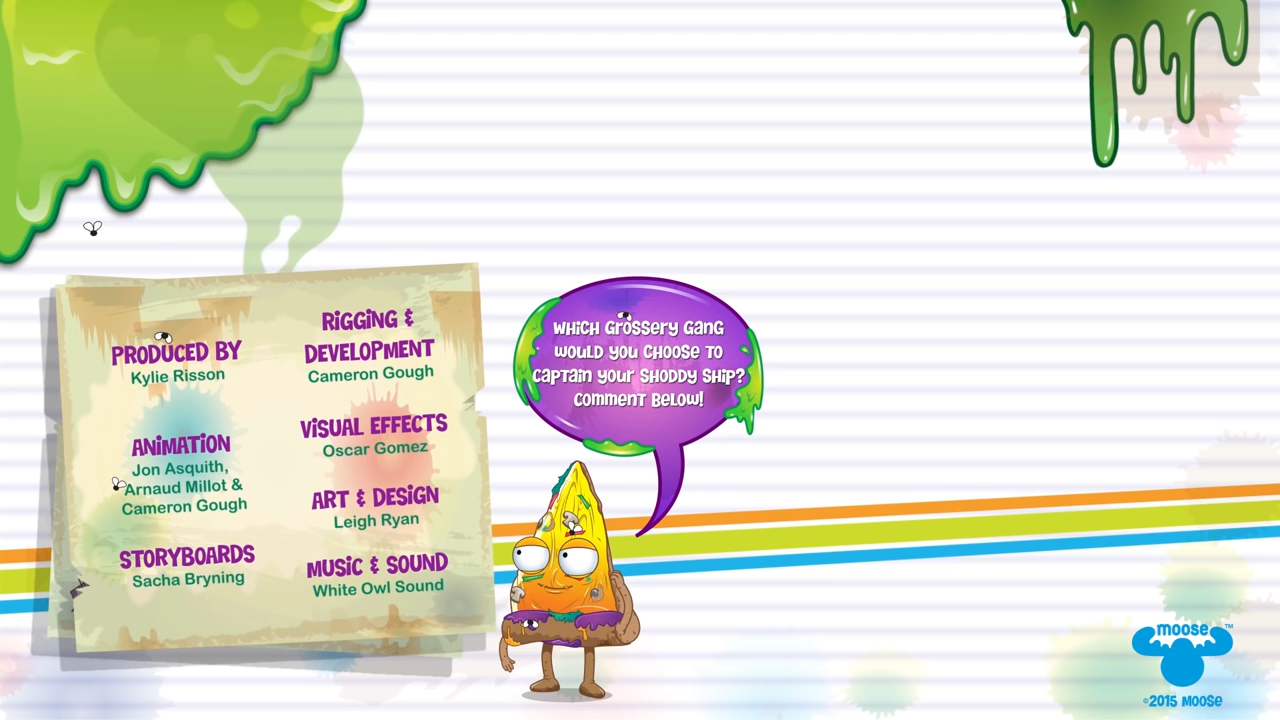 PRODUCED BY
Kylie Risson
ANIMATION
Jon Asquith,
Arnaud Millot &
Cameron Gough
STORYBOARDS
Sacha Bryning
RIGGING &
DEVELOPMENT
Cameron Gough
VISUAL EFFECTS
Oscar Gomez
ART & DESIGN
Leigh Ryan
MUSIC & SOUND
White Owl Sound
WHICH GROSSERY GANG
WOULD YOU CHOOSE TO
CAPTAIN YOUR SHODDY SHIP?
COMMENT BELOW!
moose™
©2015 MOOSE